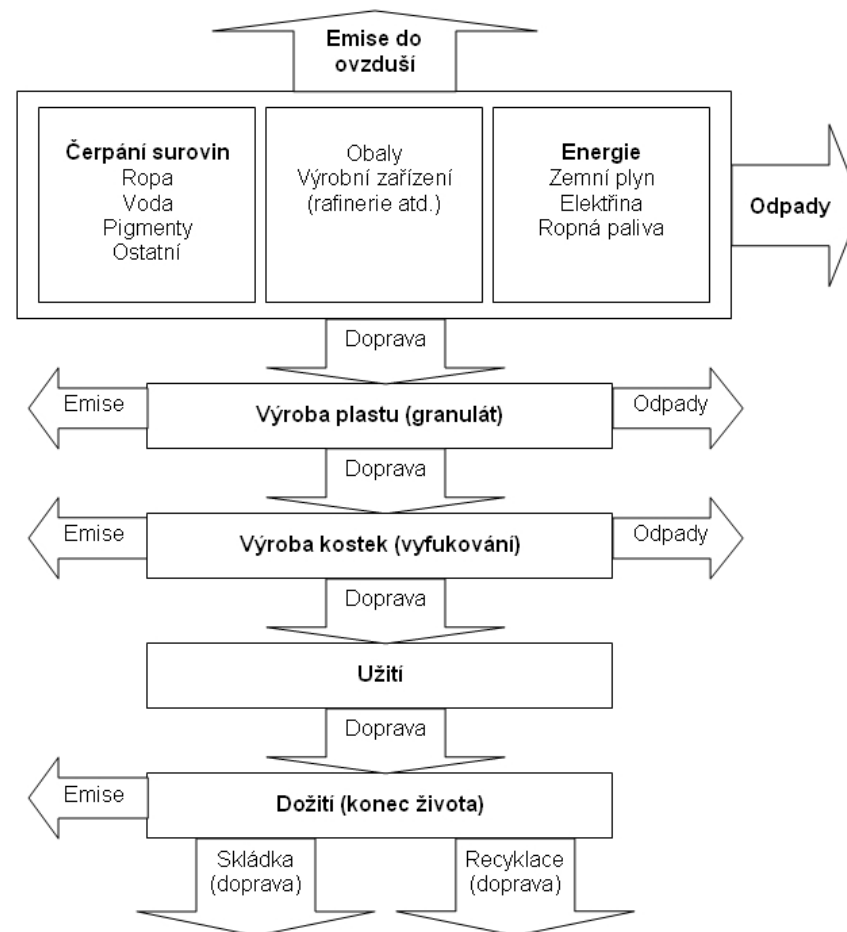 Emise do
ovzduší
Čerpání surovin
Ropa
Voda
Pigmenty
Ostatní
Obaly
Výrobní zařízení
(rafinerie atd.)
Energie
Zemní plyn
Elektřina
Ropná paliva
Odpady
Doprava
Emise
Výroba plastu (granulát)
Odpady
Doprava
Emise
Výroba kostek (vyfukování)
Odpady
Doprava
Užití
Doprava
Emise
Dožití (konec života)
Skládka
(doprava)
Recyklace
(doprava)